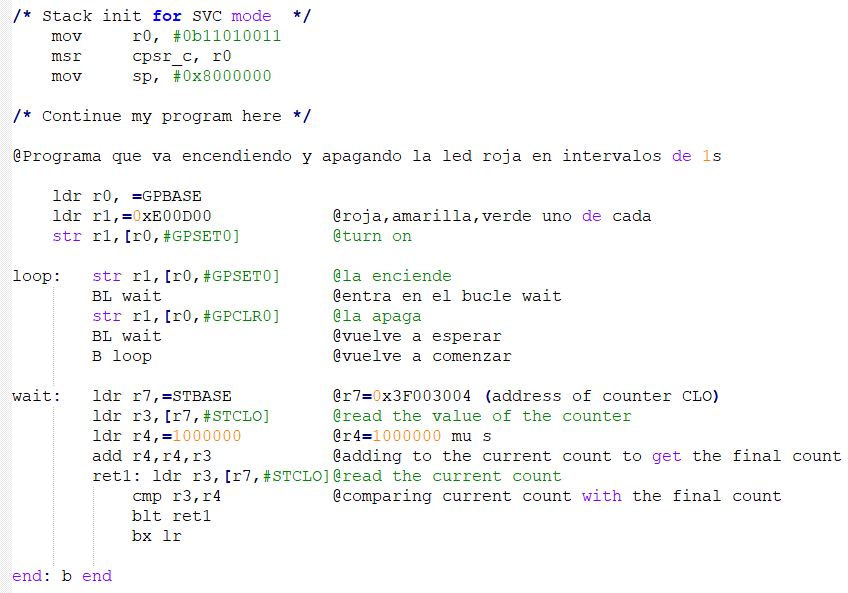 /* Stack init for SVC mode  */
    mov     r0, #0b11010011
    msr     cpsr_c, r0
    mov     sp, #0x8000000
/* Continue my program here */
@Programa que va encendiendo y apagando la led roja en intervalos de 1s
    ldr r0, =GPBASE
    ldr r1,=0xE00D00            @roja,amarilla,verde uno de cada
    str r1,[r0,#GPSET0]         @turn on
loop:   str r1,[r0,#GPSET0]     @la enciende
        BL wait                 @entra en el bucle wait
        str r1,[r0,#GPCLR0]     @la apaga
        BL wait                 @vuelve a esperar
        B loop                  @vuelve a comenzar
wait:   ldr r7,=STBASE          @r7=0x3F003004 (address of counter CLO)
        ldr r3,[r7,#STCLO]      @read the value of the counter
        ldr r4,=1000000         @r4=1000000 mu s
        add r4,r4,r3            @adding to the current count to get the final count
        ret1: ldr r3,[r7,#STCLO]@read the current count
            cmp r3,r4           @comparing current count with the final count
            blt ret1
            bx lr
end: b end